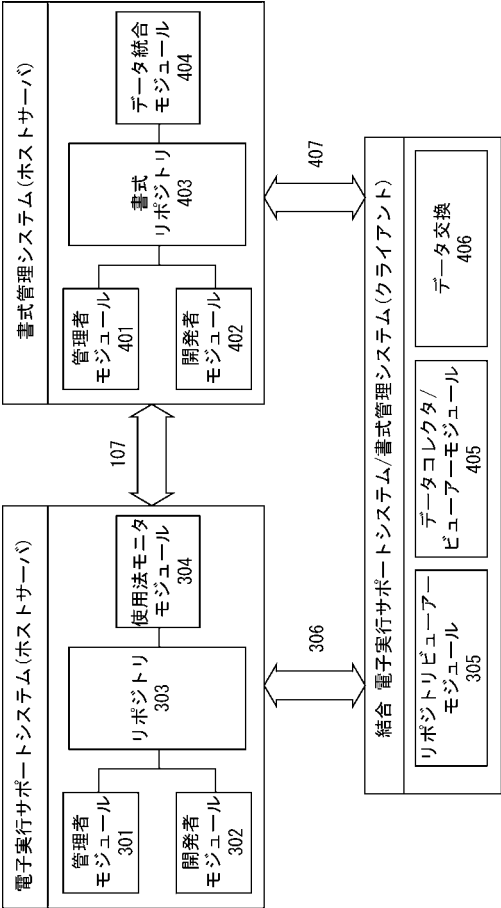 電子実行サポートシステム(ホストサーバ)
管理者
モジュール
301
開発者
モジュール
302
リポジトリ
303
使用法モニタ
モジュール
304
107
書式管理システム(ホストサーバ)
管理者
モジュール
401
開発者
モジュール
402
書式
リポジトリ
403
データ統合
モジュール
404
306
407
結合 電子実行サポートシステム/書式管理システム(クライアント)
リポジトリビューアー
モジュール
305
データコレクタ/
ビューアーモジュール
405
データ交換
406